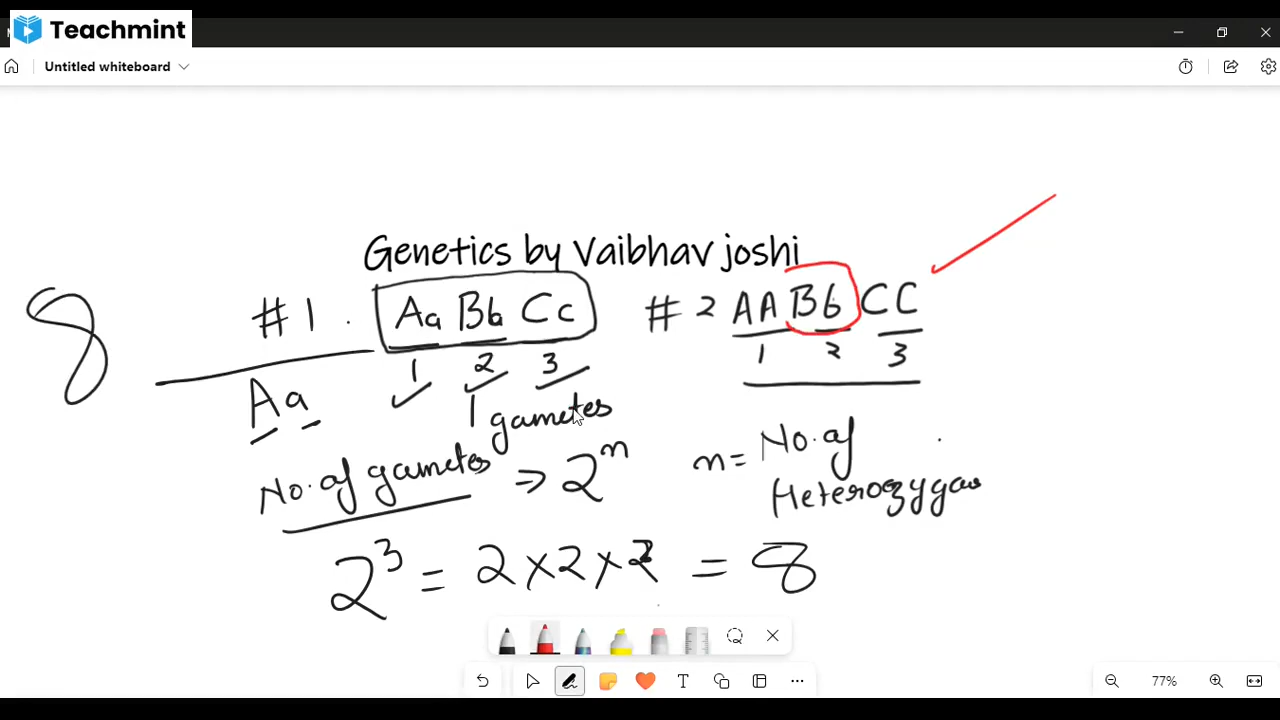 Teachmint
Untitled whiteboard
Genetics by Vaibhav joshi
8 #1. Aa Bb Cc #2 AA Bb CC
1 2 3 1 2 3
Aa 1 gametes
No. of gametes => 2^n n = No. of
Heterozygous
2^3 = 2 x 2 x 2 = 8
77%